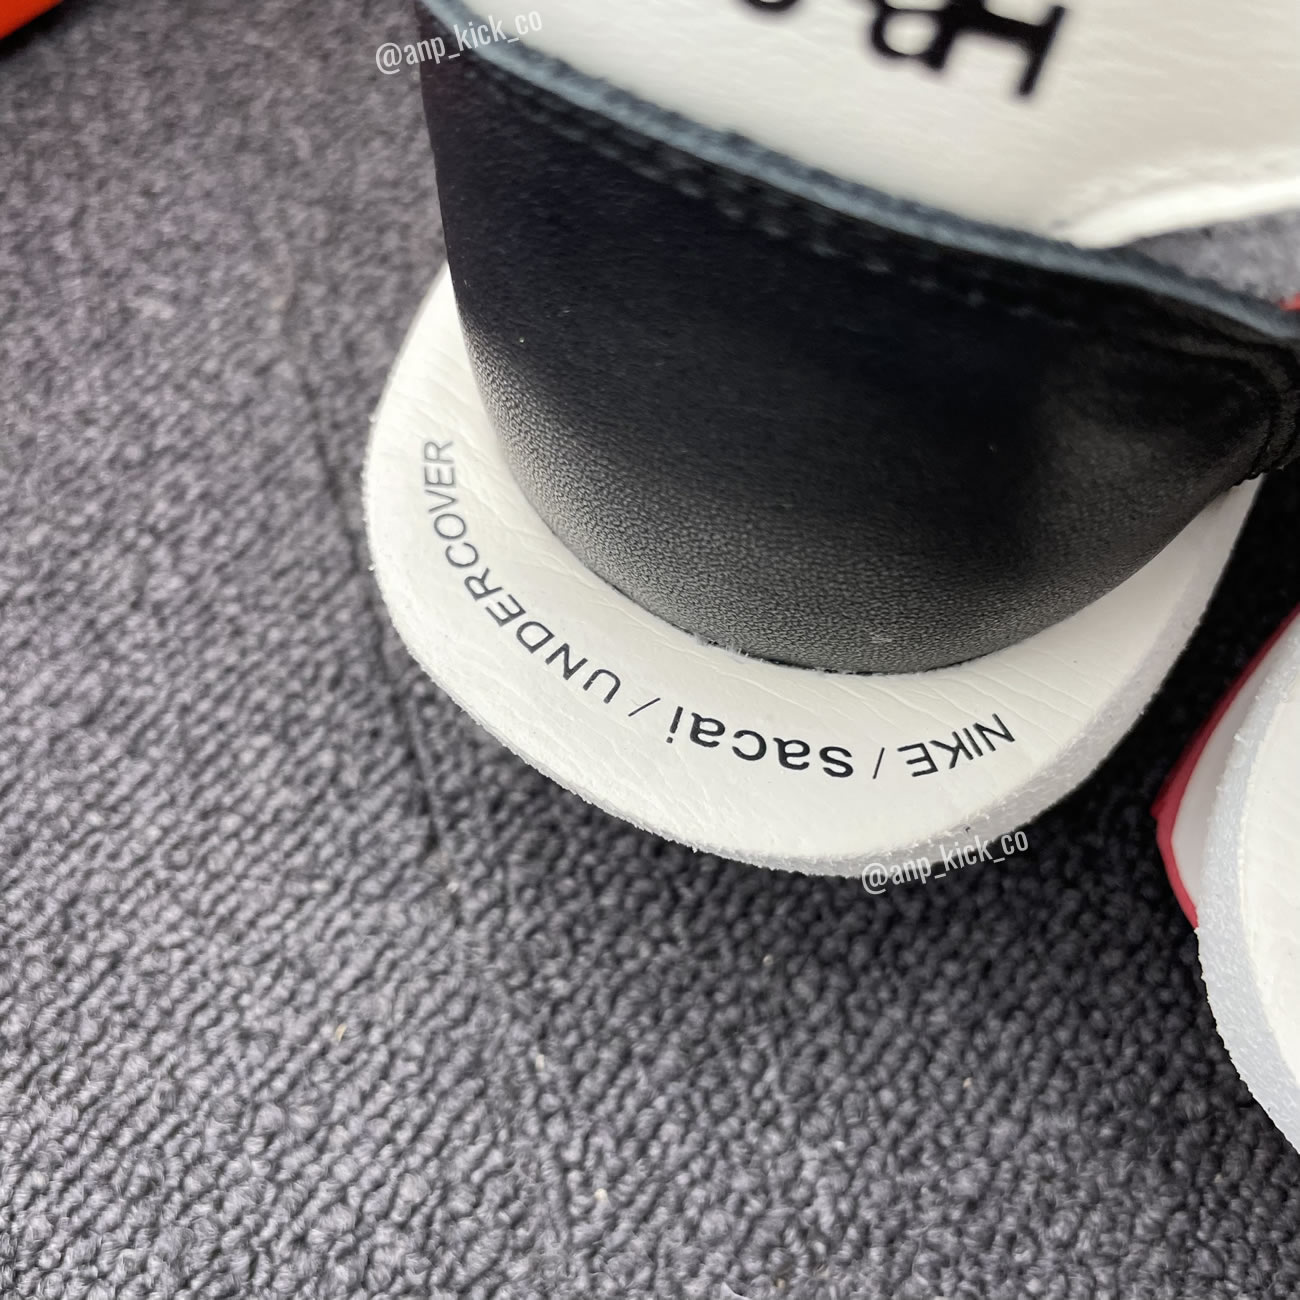 @anp_kick_co
NIKE / sacai / UNDERCOVER
@anp_kick_co